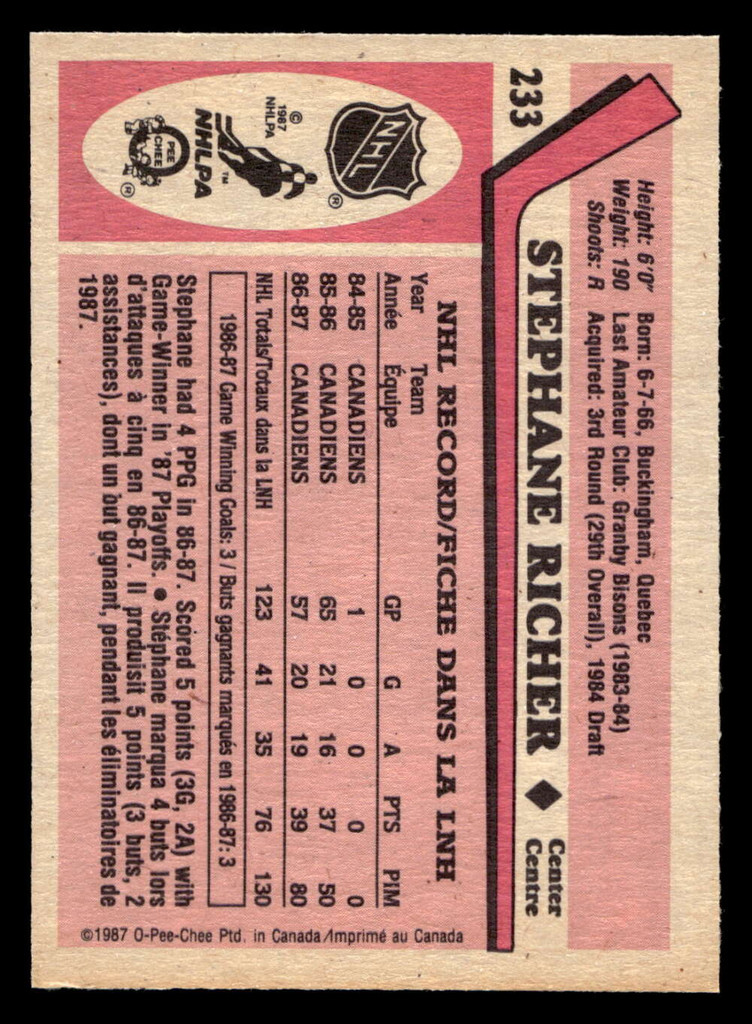 233
Height: 6'0" Born: 6-7-66, Buckingham, Quebec
Weight: 190 Last Amateur Club: Granby Bisons (1983-84)
Shoots: R Acquired: 3rd Round (29th Overall), 1984 Draft
STEPHANE RICHER ◆ Center
Centre
NHL
®
© 1987 NHLPA
NHLPA™
O PEE CHEE
®
NHL RECORD/FICHE DANS LA LNH
Year Team GP G A PTS PIM
Année Équipe
84-85 CANADIENS 1 0 0 0 0
85-86 CANADIENS 65 21 16 37 50
86-87 CANADIENS 57 20 19 39 80
NHL Totals/Totaux dans la LNH 123 41 35 76 130
1986-87 Game Winning Goals: 3 / Buts gagnants marqués en 1986-87: 3
Stephane had 4 PPG in 86-87. Scored 5 points (3G, 2A) with
Game-Winner in '87 Playoffs. ● Stéphane marqua 4 buts lors
d'attaques à cinq en 86-87. Il produisit 5 points (3 buts, 2
assistances), dont un but gagnant, pendant les éliminatoires de
1987.
©1987 O-Pee-Chee Ptd. in Canada/Imprimé au Canada